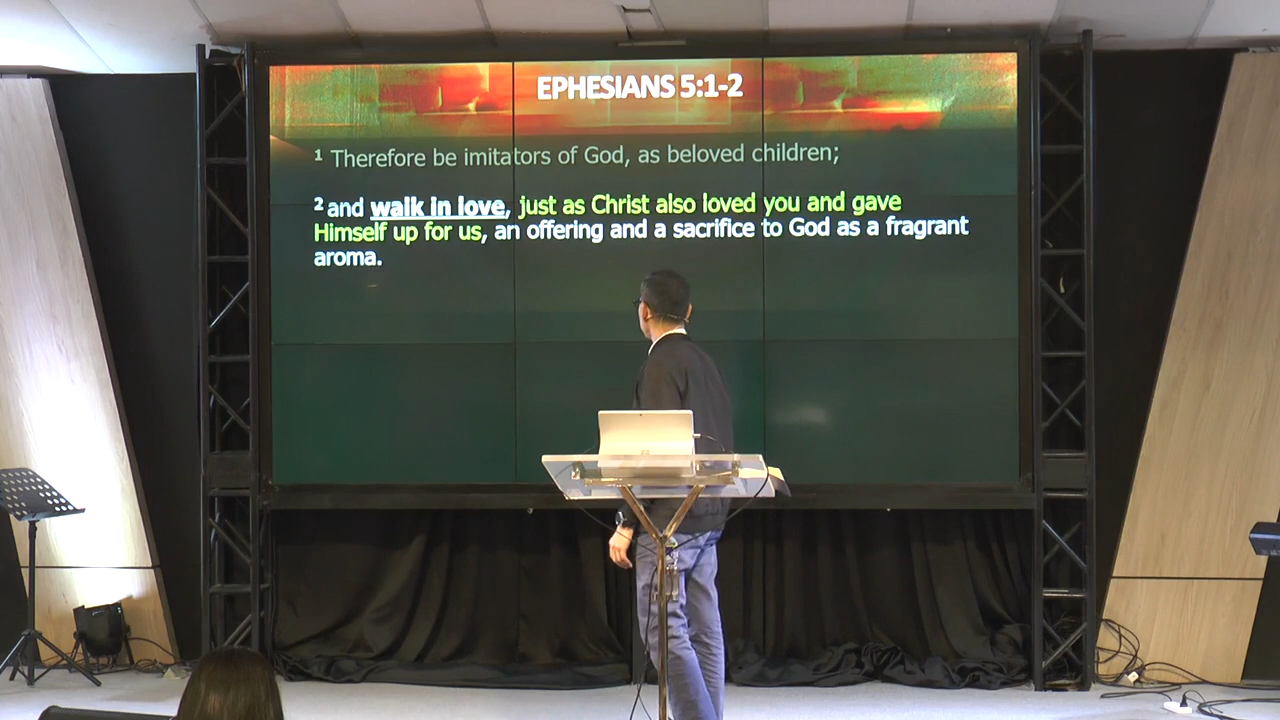 EPHESIANS 5:1-2
1 Therefore be imitators of God, as beloved children;
2 and walk in love, just as Christ also loved you and gave
Himself up for us, an offering and a sacrifice to God as a fragrant
aroma.